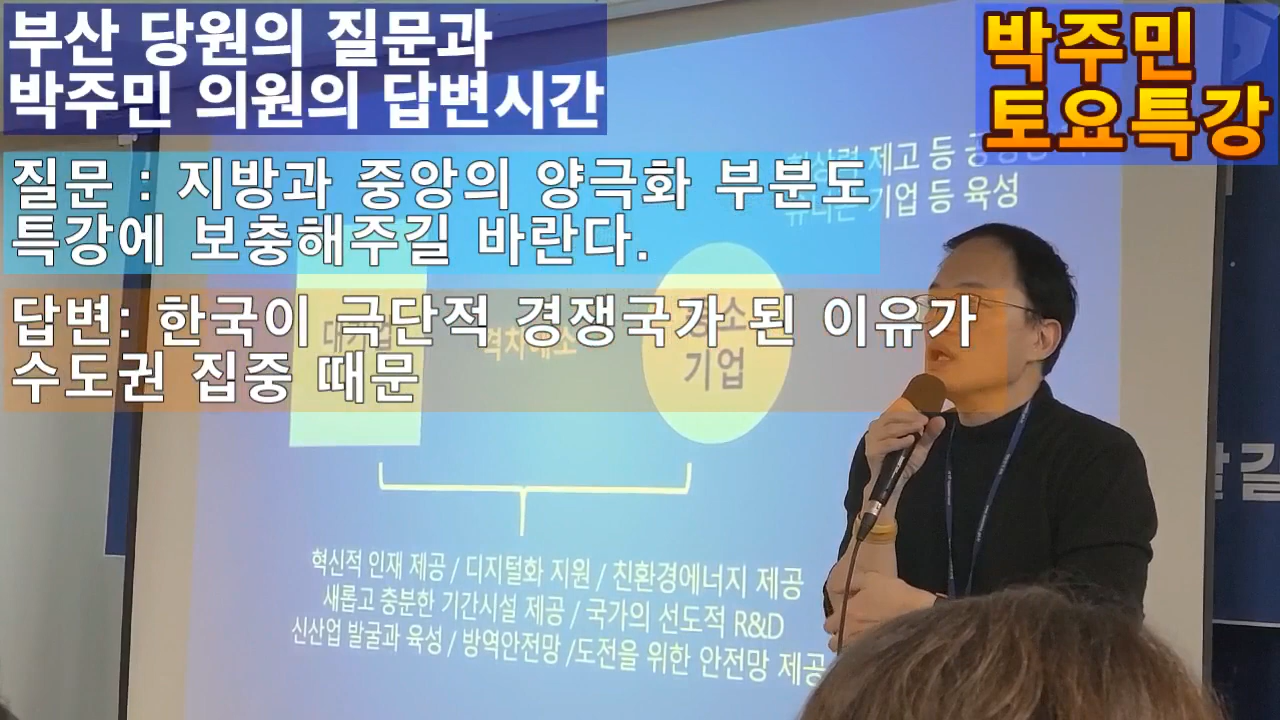 부산 당원의 질문과
박주민 의원의 답변시간
박주민
토요특강
질문 : 지방과 중앙의 양극화 부분도
특강에 보충해주길 바란다.
답변: 한국이 극단적 경쟁국가 된 이유가
수도권 집중 때문
제고 등
기업 등 육성
격차해소
중소
기업
혁신적 인재 제공 / 디지털화 지원 / 친환경에너지 제공
새롭고 충분한 기간시설 제공 / 국가의 선도적 R&D
신산업 발굴과 육성 / 방역안전망 /도전을 위한 안전망 제공